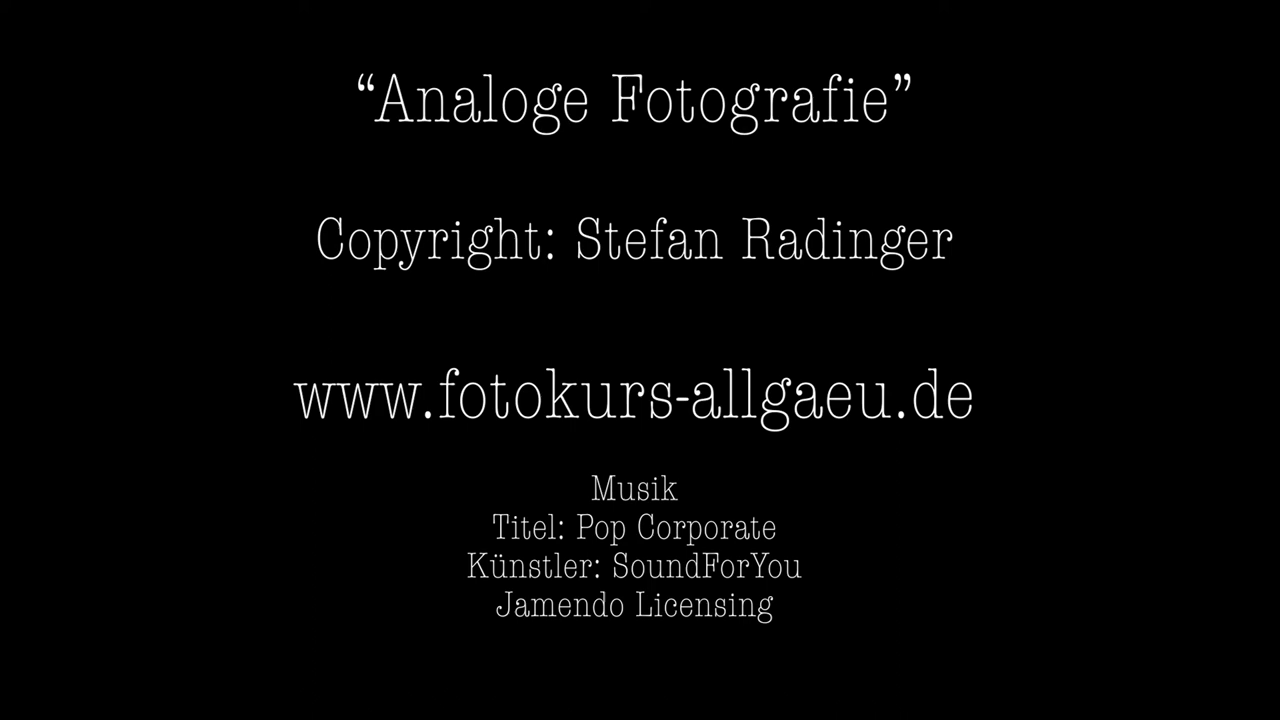 “Analoge Fotografie”
Copyright: Stefan Radinger
www.fotokurs-allgaeu.de
Musik
Titel: Pop Corporate
Künstler: SoundForYou
Jamendo Licensing